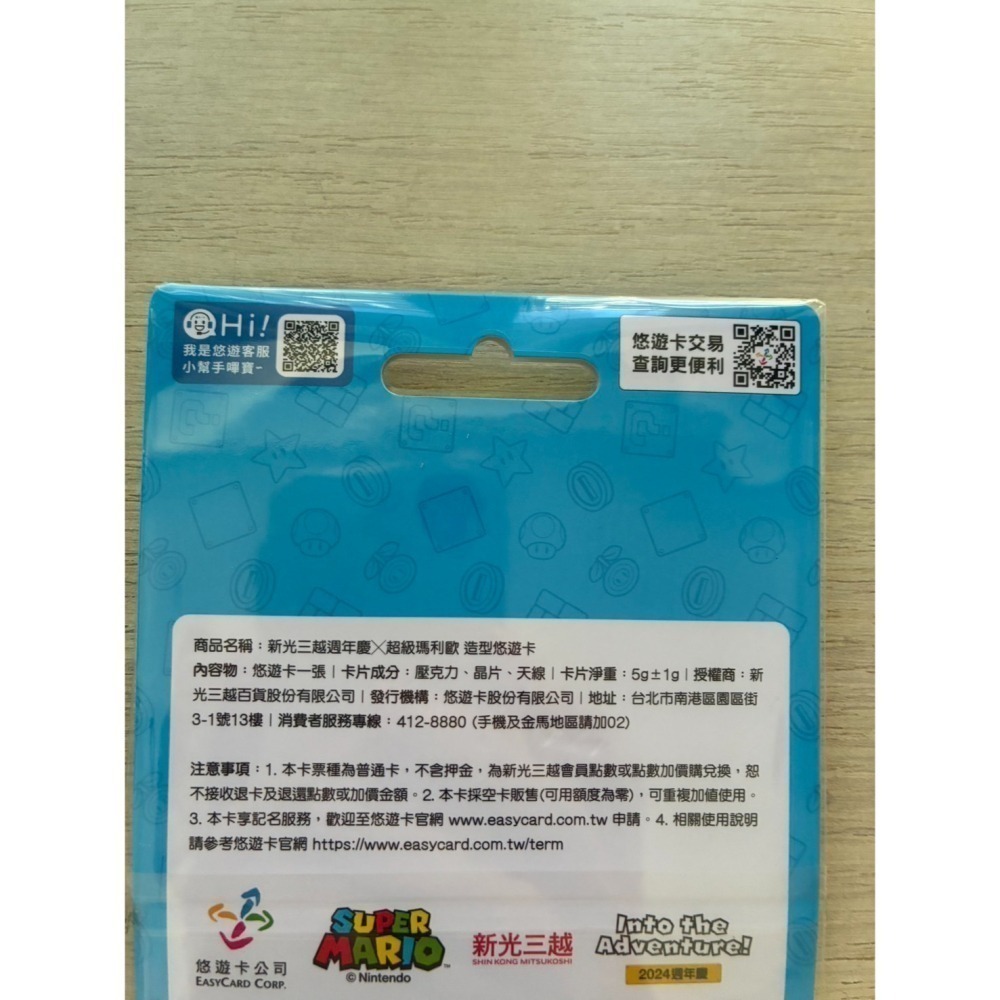 Hi!
我是悠遊客服
小幫手嗶寶~
悠遊卡交易
查詢更便利
商品名稱：新光三越週年慶╳超級瑪利歐 造型悠遊卡
內容物：悠遊卡一張｜卡片成分：壓克力、晶片、天線｜卡片淨重：5g±1g｜授權商：新
光三越百貨股份有限公司｜發行機構：悠遊卡股份有限公司｜地址：台北市南港區園區街
3-1號13樓｜消費者服務專線：412-8880 (手機及金馬地區請加02)
注意事項：1. 本卡票種為普通卡，不含押金，為新光三越會員點數或點數加價購兌換，恕
不接收退卡及退還點數或加價金額。2. 本卡採空卡販售(可用額度為零)，可重複加值使用。
3. 本卡享記名服務，歡迎至悠遊卡官網 www.easycard.com.tw 申請。4. 相關使用說明
請參考悠遊卡官網 https://www.easycard.com.tw/term
悠遊卡公司
EASYCARD CORP.
SUPER
MARIO™
© Nintendo
新光三越
SHIN KONG MITSUKOSHI
Into the
Adventure!
2024週年慶